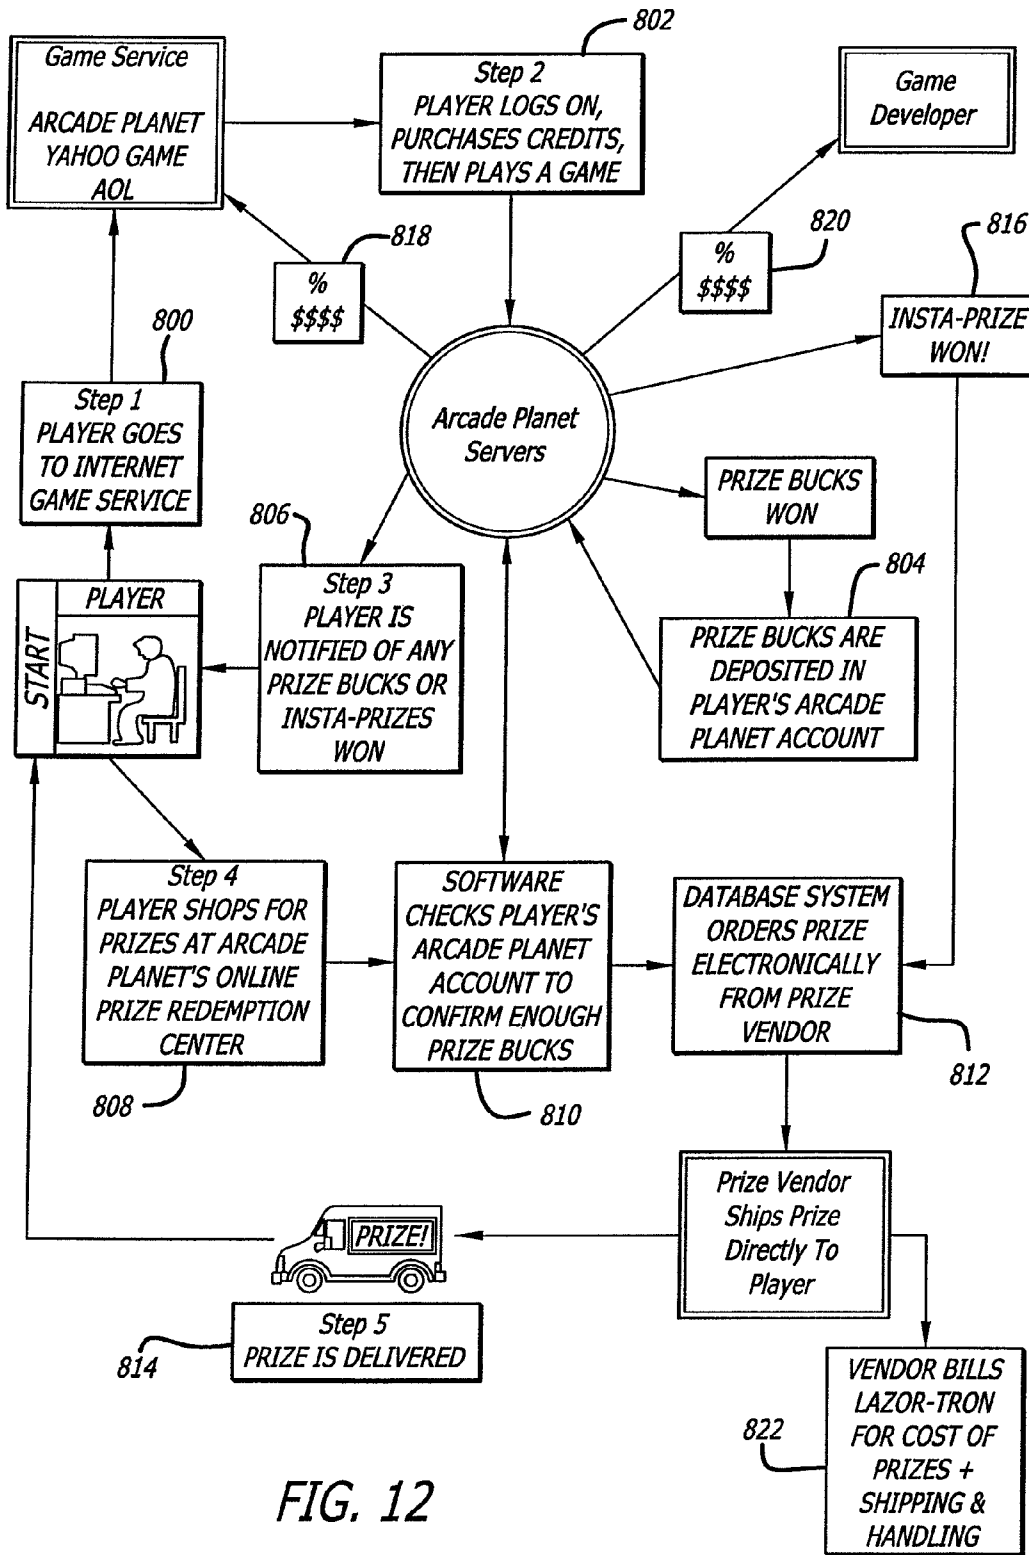 802
Game Service
ARCADE PLANET
YAHOO GAME
AOL
Step 2
PLAYER LOGS ON,
PURCHASES CREDITS,
THEN PLAYS A GAME
Game
Developer
818
%
$$$$
820
%
$$$$
816
INSTA-PRIZE
WON!
800
Step 1
PLAYER GOES
TO INTERNET
GAME SERVICE
Arcade Planet
Servers
PRIZE BUCKS
WON
806
Step 3
PLAYER IS
NOTIFIED OF ANY
PRIZE BUCKS OR
INSTA-PRIZES
WON
804
PRIZE BUCKS ARE
DEPOSITED IN
PLAYER'S ARCADE
PLANET ACCOUNT
START
PLAYER
Step 4
PLAYER SHOPS FOR
PRIZES AT ARCADE
PLANET'S ONLINE
PRIZE REDEMPTION
CENTER
808
SOFTWARE
CHECKS PLAYER'S
ARCADE PLANET
ACCOUNT TO
CONFIRM ENOUGH
PRIZE BUCKS
810
DATABASE SYSTEM
ORDERS PRIZE
ELECTRONICALLY
FROM PRIZE
VENDOR
812
Prize Vendor
Ships Prize
Directly To
Player
PRIZE!
Step 5
PRIZE IS DELIVERED
814
VENDOR BILLS
LAZOR-TRON
FOR COST OF
PRIZES +
SHIPPING &
HANDLING
822
FIG. 12